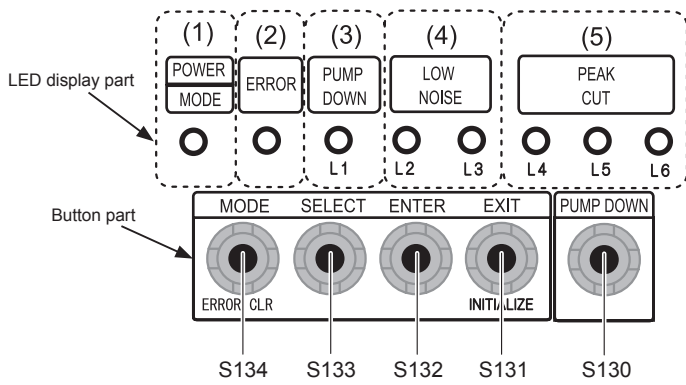 (1) (2) (3) (4) (5)
POWER
MODE
ERROR
PUMP
DOWN
LOW
NOISE
PEAK
CUT
LED display part
L1 L2 L3 L4 L5 L6
Button part
MODE SELECT ENTER EXIT PUMP DOWN
ERROR CLR INITIALIZE
S134 S133 S132 S131 S130